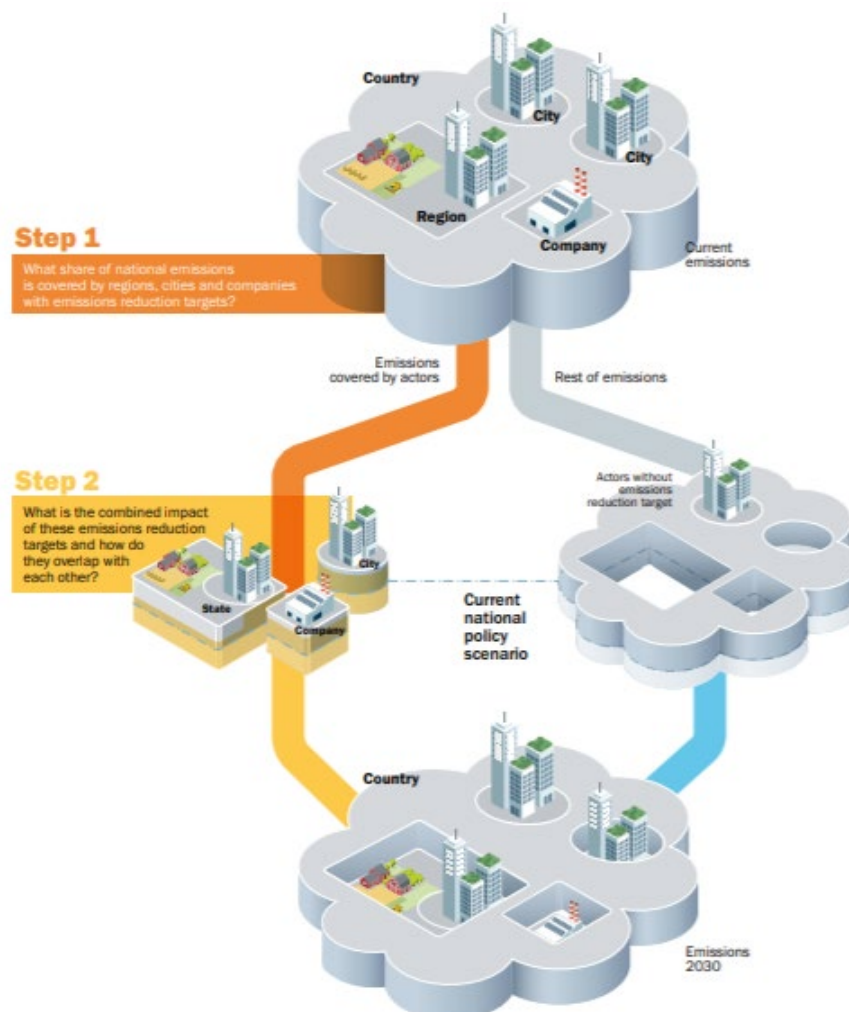 Country
City
City
Region
Company
Step 1
What share of national emissions
is covered by regions, cities and companies
with emissions reduction targets?
Current
emissions
Emissions
covered by actors
Rest of emissions
Step 2
What is the combined impact
of these emissions reduction
targets and how do
they overlap with
each other?
City
State
Company
Actors without
emissions
reduction target
Current
national
policy
scenario
Country
Emissions
2030